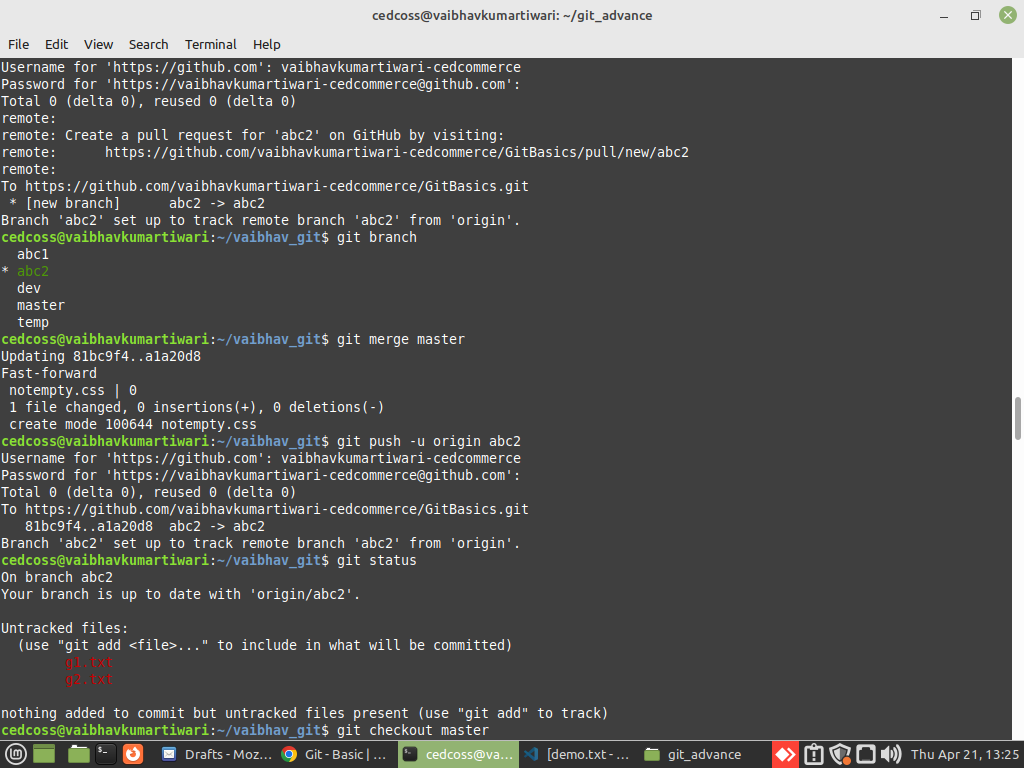 cedcoss@vaibhavkumartiwari: ~/git_advance
File Edit View Search Terminal Help
Username for 'https://github.com': vaibhavkumartiwari-cedcommerce
Password for 'https://vaibhavkumartiwari-cedcommerce@github.com':
Total 0 (delta 0), reused 0 (delta 0)
remote:
remote: Create a pull request for 'abc2' on GitHub by visiting:
remote:      https://github.com/vaibhavkumartiwari-cedcommerce/GitBasics/pull/new/abc2
remote:
To https://github.com/vaibhavkumartiwari-cedcommerce/GitBasics.git
 * [new branch]      abc2 -> abc2
Branch 'abc2' set up to track remote branch 'abc2' from 'origin'.
cedcoss@vaibhavkumartiwari:~/vaibhav_git$ git branch
  abc1
* abc2
  dev
  master
  temp
cedcoss@vaibhavkumartiwari:~/vaibhav_git$ git merge master
Updating 81bc9f4..a1a20d8
Fast-forward
 notempty.css | 0
 1 file changed, 0 insertions(+), 0 deletions(-)
 create mode 100644 notempty.css
cedcoss@vaibhavkumartiwari:~/vaibhav_git$ git push -u origin abc2
Username for 'https://github.com': vaibhavkumartiwari-cedcommerce
Password for 'https://vaibhavkumartiwari-cedcommerce@github.com':
Total 0 (delta 0), reused 0 (delta 0)
To https://github.com/vaibhavkumartiwari-cedcommerce/GitBasics.git
   81bc9f4..a1a20d8  abc2 -> abc2
Branch 'abc2' set up to track remote branch 'abc2' from 'origin'.
cedcoss@vaibhavkumartiwari:~/vaibhav_git$ git status
On branch abc2
Your branch is up to date with 'origin/abc2'.
Untracked files:
  (use "git add <file>..." to include in what will be committed)
        g1.txt
        g2.txt
nothing added to commit but untracked files present (use "git add" to track)
cedcoss@vaibhavkumartiwari:~/vaibhav_git$ git checkout master
Drafts - Moz... Git - Basic | ... cedcoss@va... [demo.txt - ... git_advance Thu Apr 21, 13:25